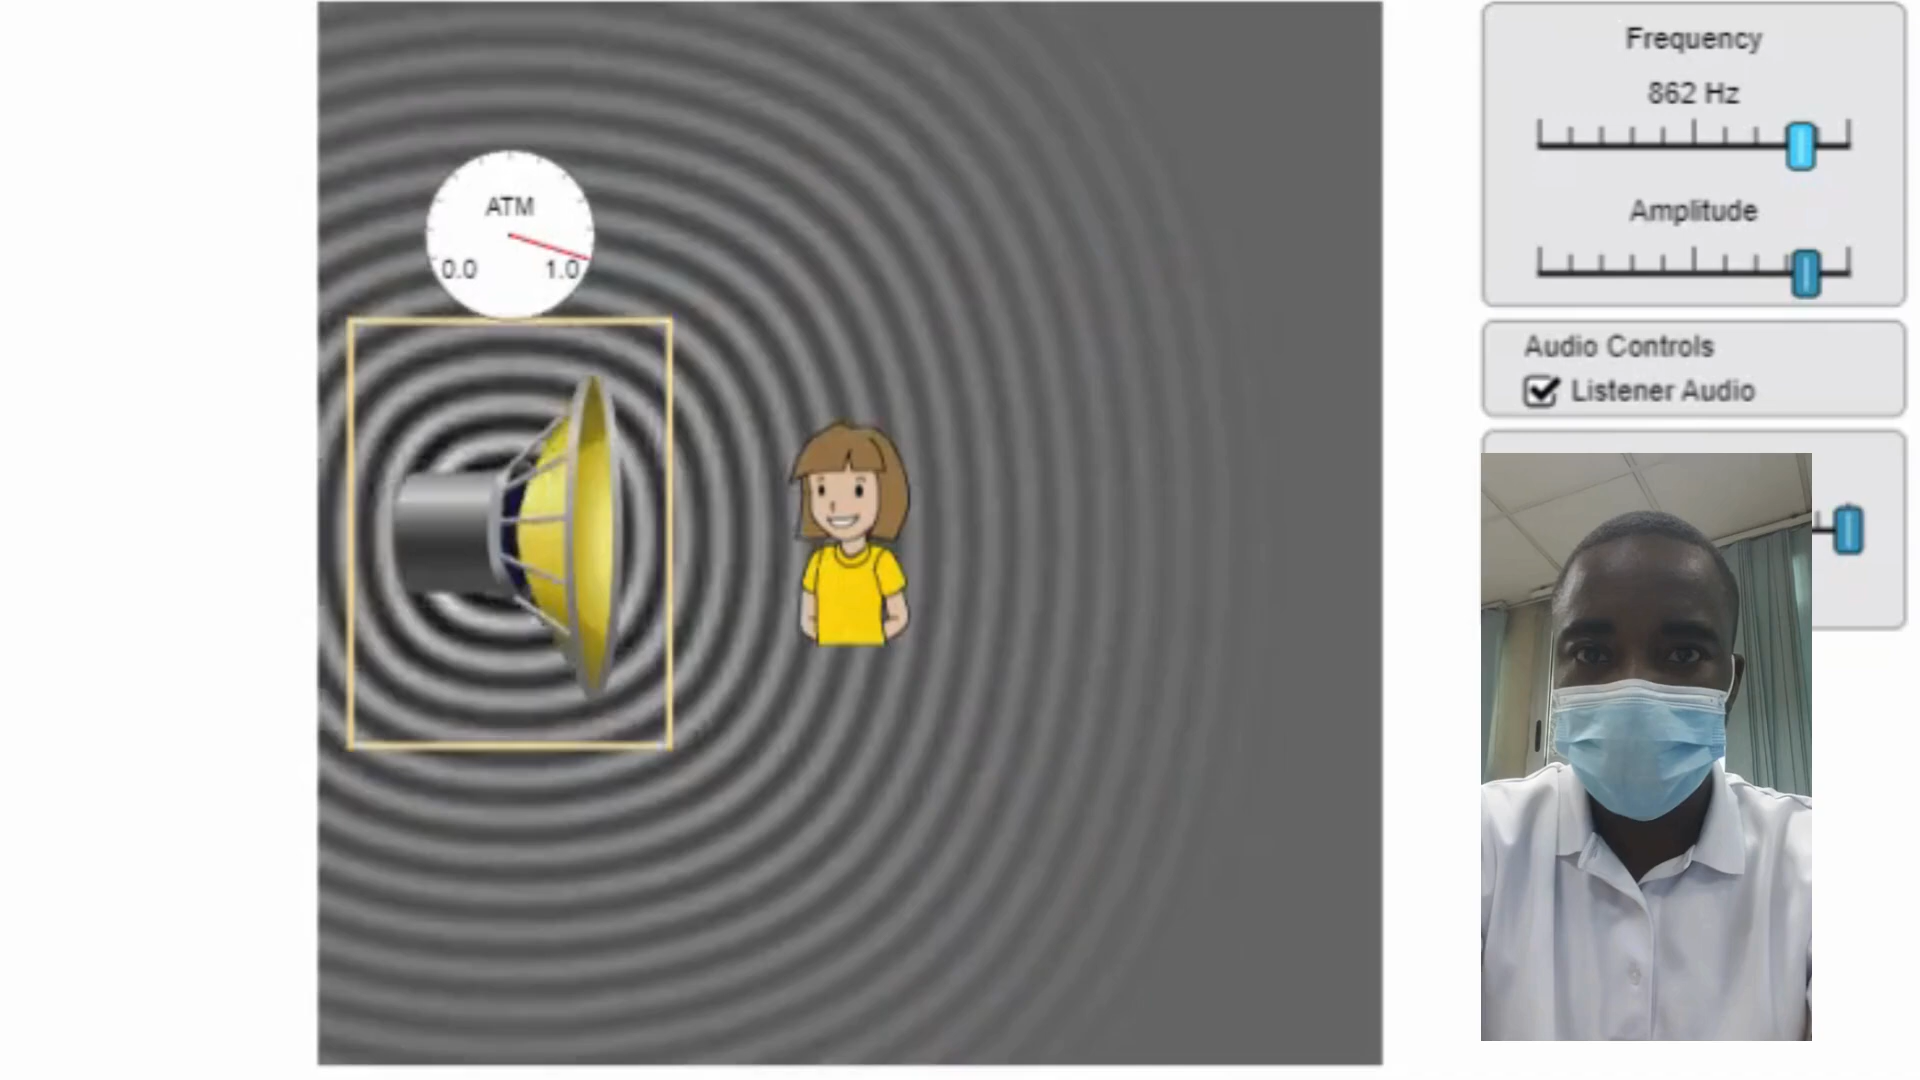 Frequency
862 Hz
Amplitude
Audio Controls
Listener Audio
ATM
0.0 1.0